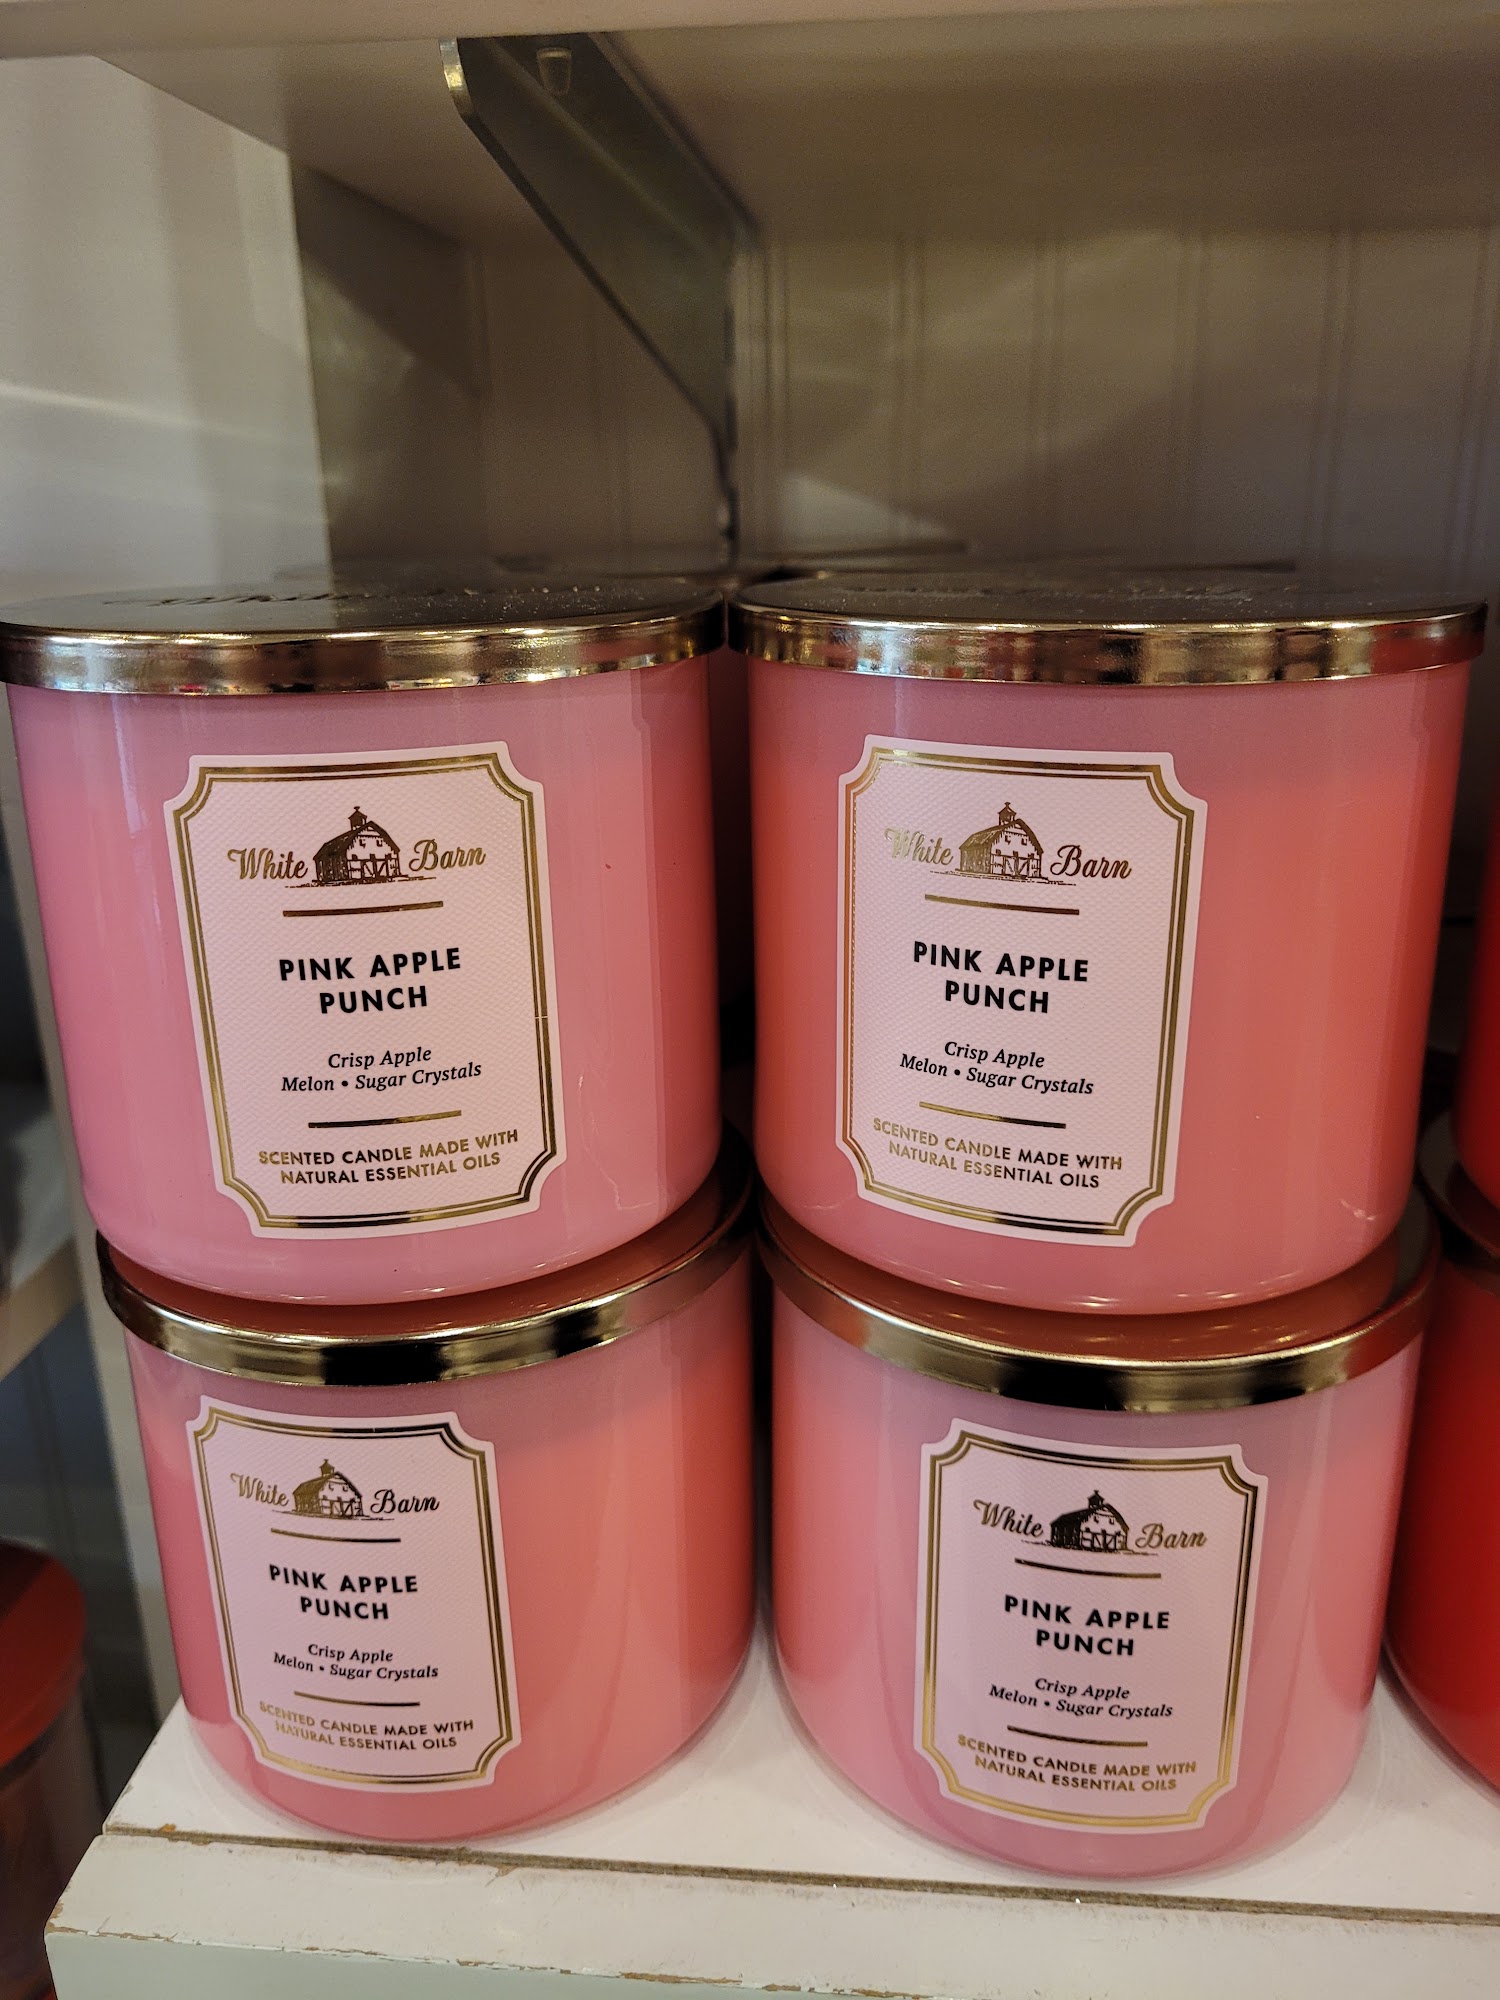 White Barn
PINK APPLE
PUNCH
Crisp Apple
Melon • Sugar Crystals
SCENTED CANDLE MADE WITH
NATURAL ESSENTIAL OILS
White Barn
PINK APPLE
PUNCH
Crisp Apple
Melon • Sugar Crystals
SCENTED CANDLE MADE WITH
NATURAL ESSENTIAL OILS
White Barn
PINK APPLE
PUNCH
Crisp Apple
Melon • Sugar Crystals
SCENTED CANDLE MADE WITH
NATURAL ESSENTIAL OILS
White Barn
PINK APPLE
PUNCH
Crisp Apple
Melon • Sugar Crystals
SCENTED CANDLE MADE WITH
NATURAL ESSENTIAL OILS